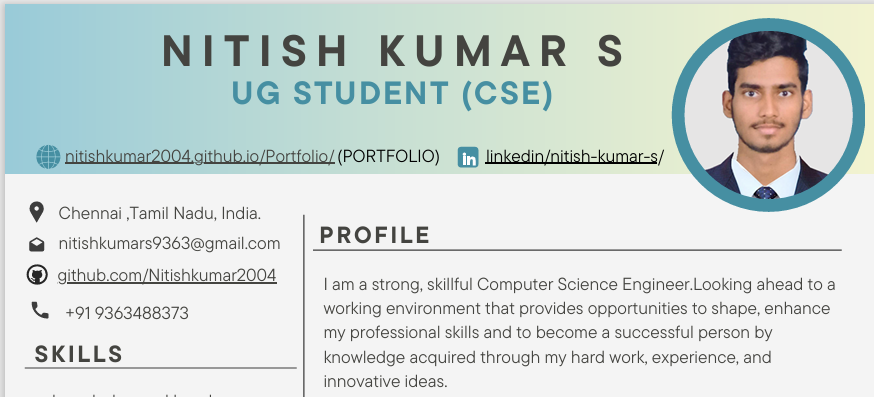 NITISH KUMAR S
UG STUDENT (CSE)
nitishkumar2004.github.io/Portfolio/ (PORTFOLIO)
linkedin/nitish-kumar-s/
Chennai ,Tamil Nadu, India.
nitishkumars9363@gmail.com
github.com/Nitishkumar2004
+91 9363488373
SKILLS
PROFILE
I am a strong, skillful Computer Science Engineer.Looking ahead to a
working environment that provides opportunities to shape, enhance
my professional skills and to become a successful person by
knowledge acquired through my hard work, experience, and
innovative ideas.